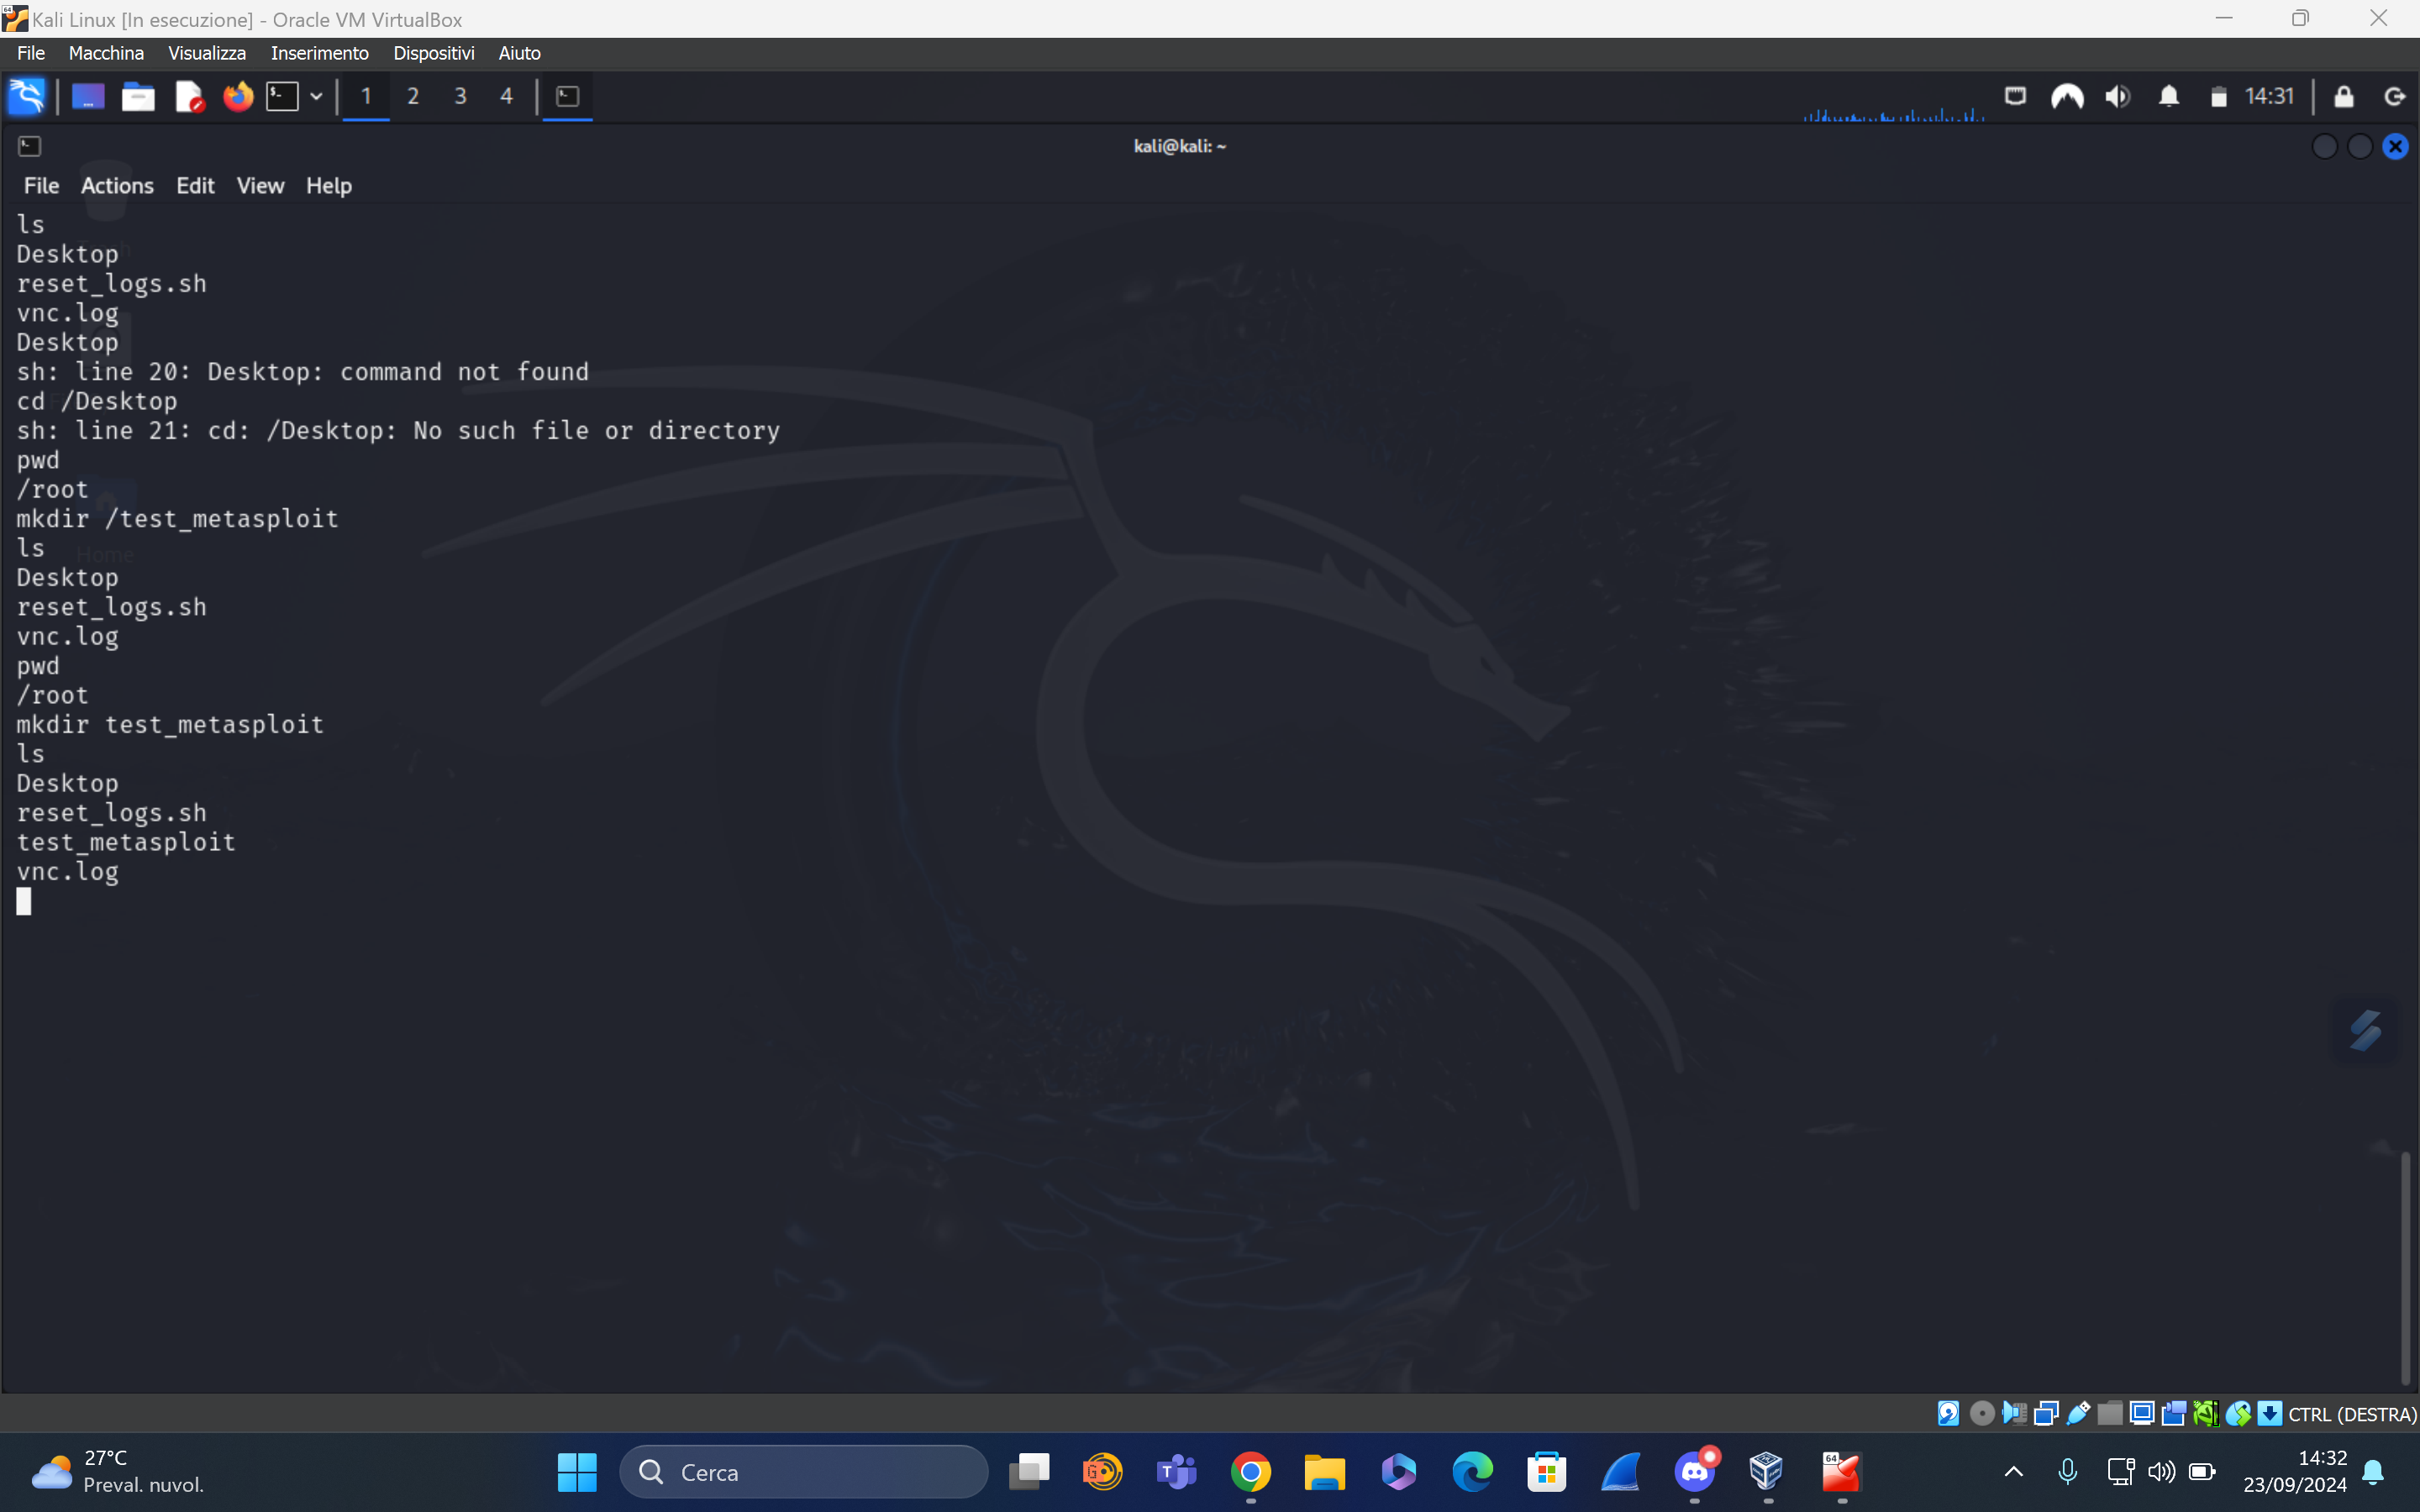 Kali Linux [In esecuzione] - Oracle VM VirtualBox
File Macchina Visualizza Inserimento Dispositivi Aiuto
1 2 3 4 14:31
kali@kali: ~
File Actions Edit View Help
ls
Desktop
reset_logs.sh
vnc.log
Desktop
sh: line 20: Desktop: command not found
cd /Desktop
sh: line 21: cd: /Desktop: No such file or directory
pwd
/root
mkdir /test_metasploit
ls
Home
Desktop
reset_logs.sh
vnc.log
pwd
/root
mkdir test_metasploit
ls
Desktop
reset_logs.sh
test_metasploit
vnc.log
CTRL (DESTRA)
27°C
Preval. nuvol.
Cerca
14:32
23/09/2024